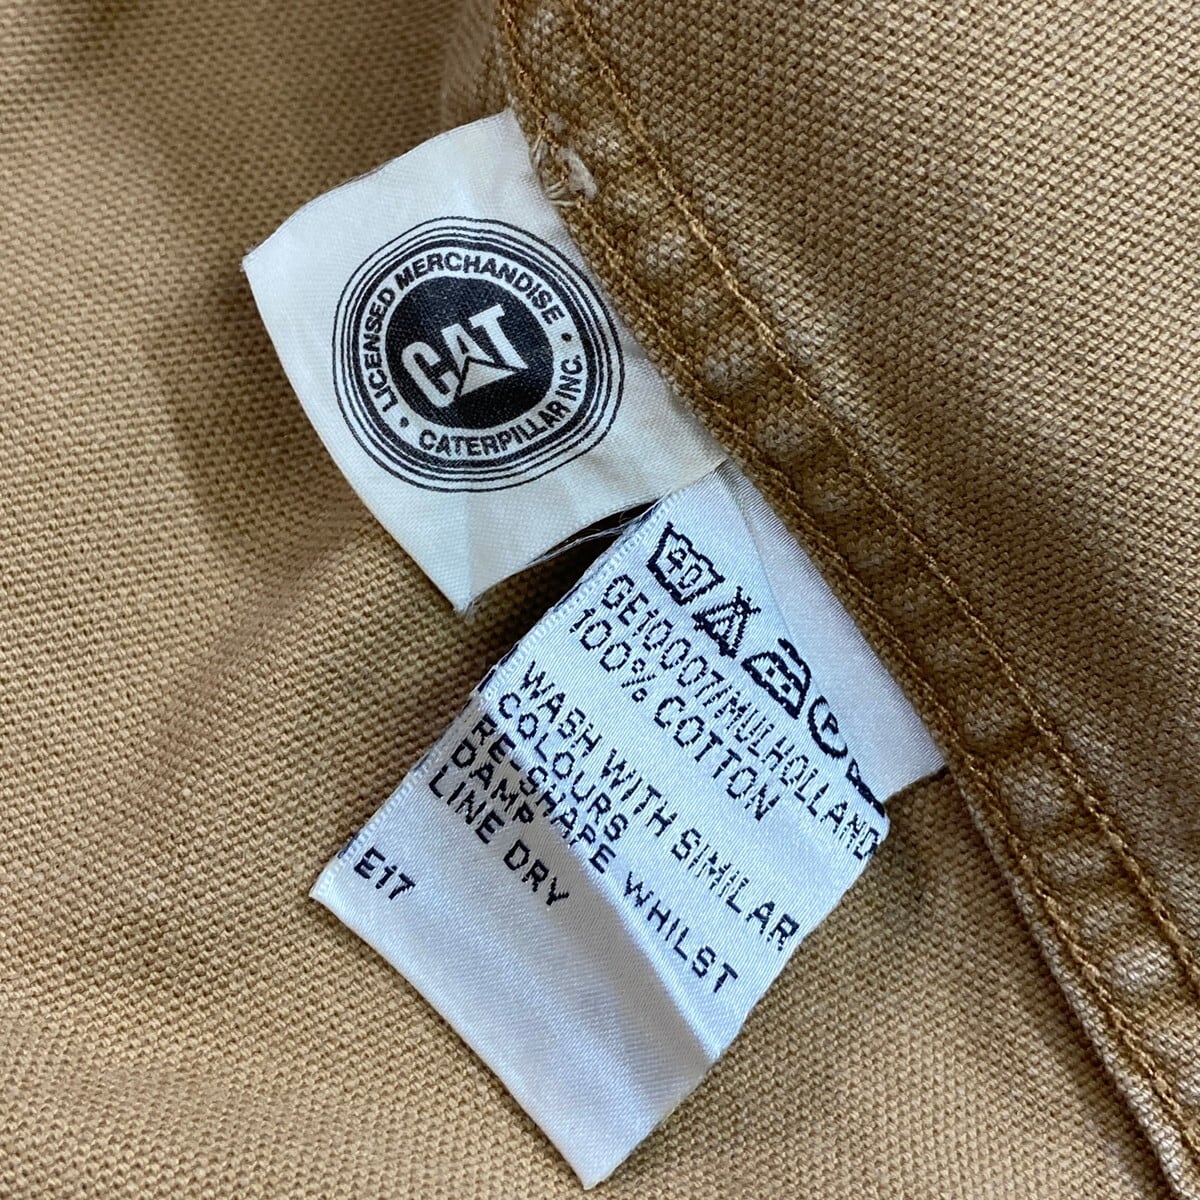 LICENSED MERCHANDISE
CAT
CATERPILLAR INC.
40
P
GE10007/MULHOLLAND
100% COTTON
WASH WITH SIMILAR
COLOURS
RE-SHAPE WHILST
DAMP
LINE DRY
E17